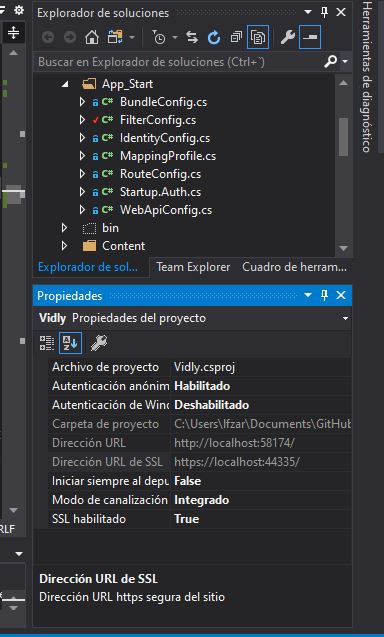 Explorador de soluciones
Buscar en Explorador de soluciones (Ctrl+`)
App_Start
C# BundleConfig.cs
C# FilterConfig.cs
C# IdentityConfig.cs
C# MappingProfile.cs
C# RouteConfig.cs
C# Startup.Auth.cs
C# WebApiConfig.cs
bin
Content
Explorador de sol... Team Explorer Cuadro de herram...
Propiedades
Vidly Propiedades del proyecto
Archivo de proyecto Vidly.csproj
Autenticación anónim Habilitado
Autenticación de Winc Deshabilitado
Carpeta de proyecto C:\Users\lfzar\Documents\GitHub
Dirección URL http://localhost:58174/
Dirección URL de SSL https://localhost:44335/
Iniciar siempre al depu False
Modo de canalización Integrado
SSL habilitado True
Dirección URL de SSL
Dirección URL https segura del sitio
Herramientas de diagnóstico
RLF